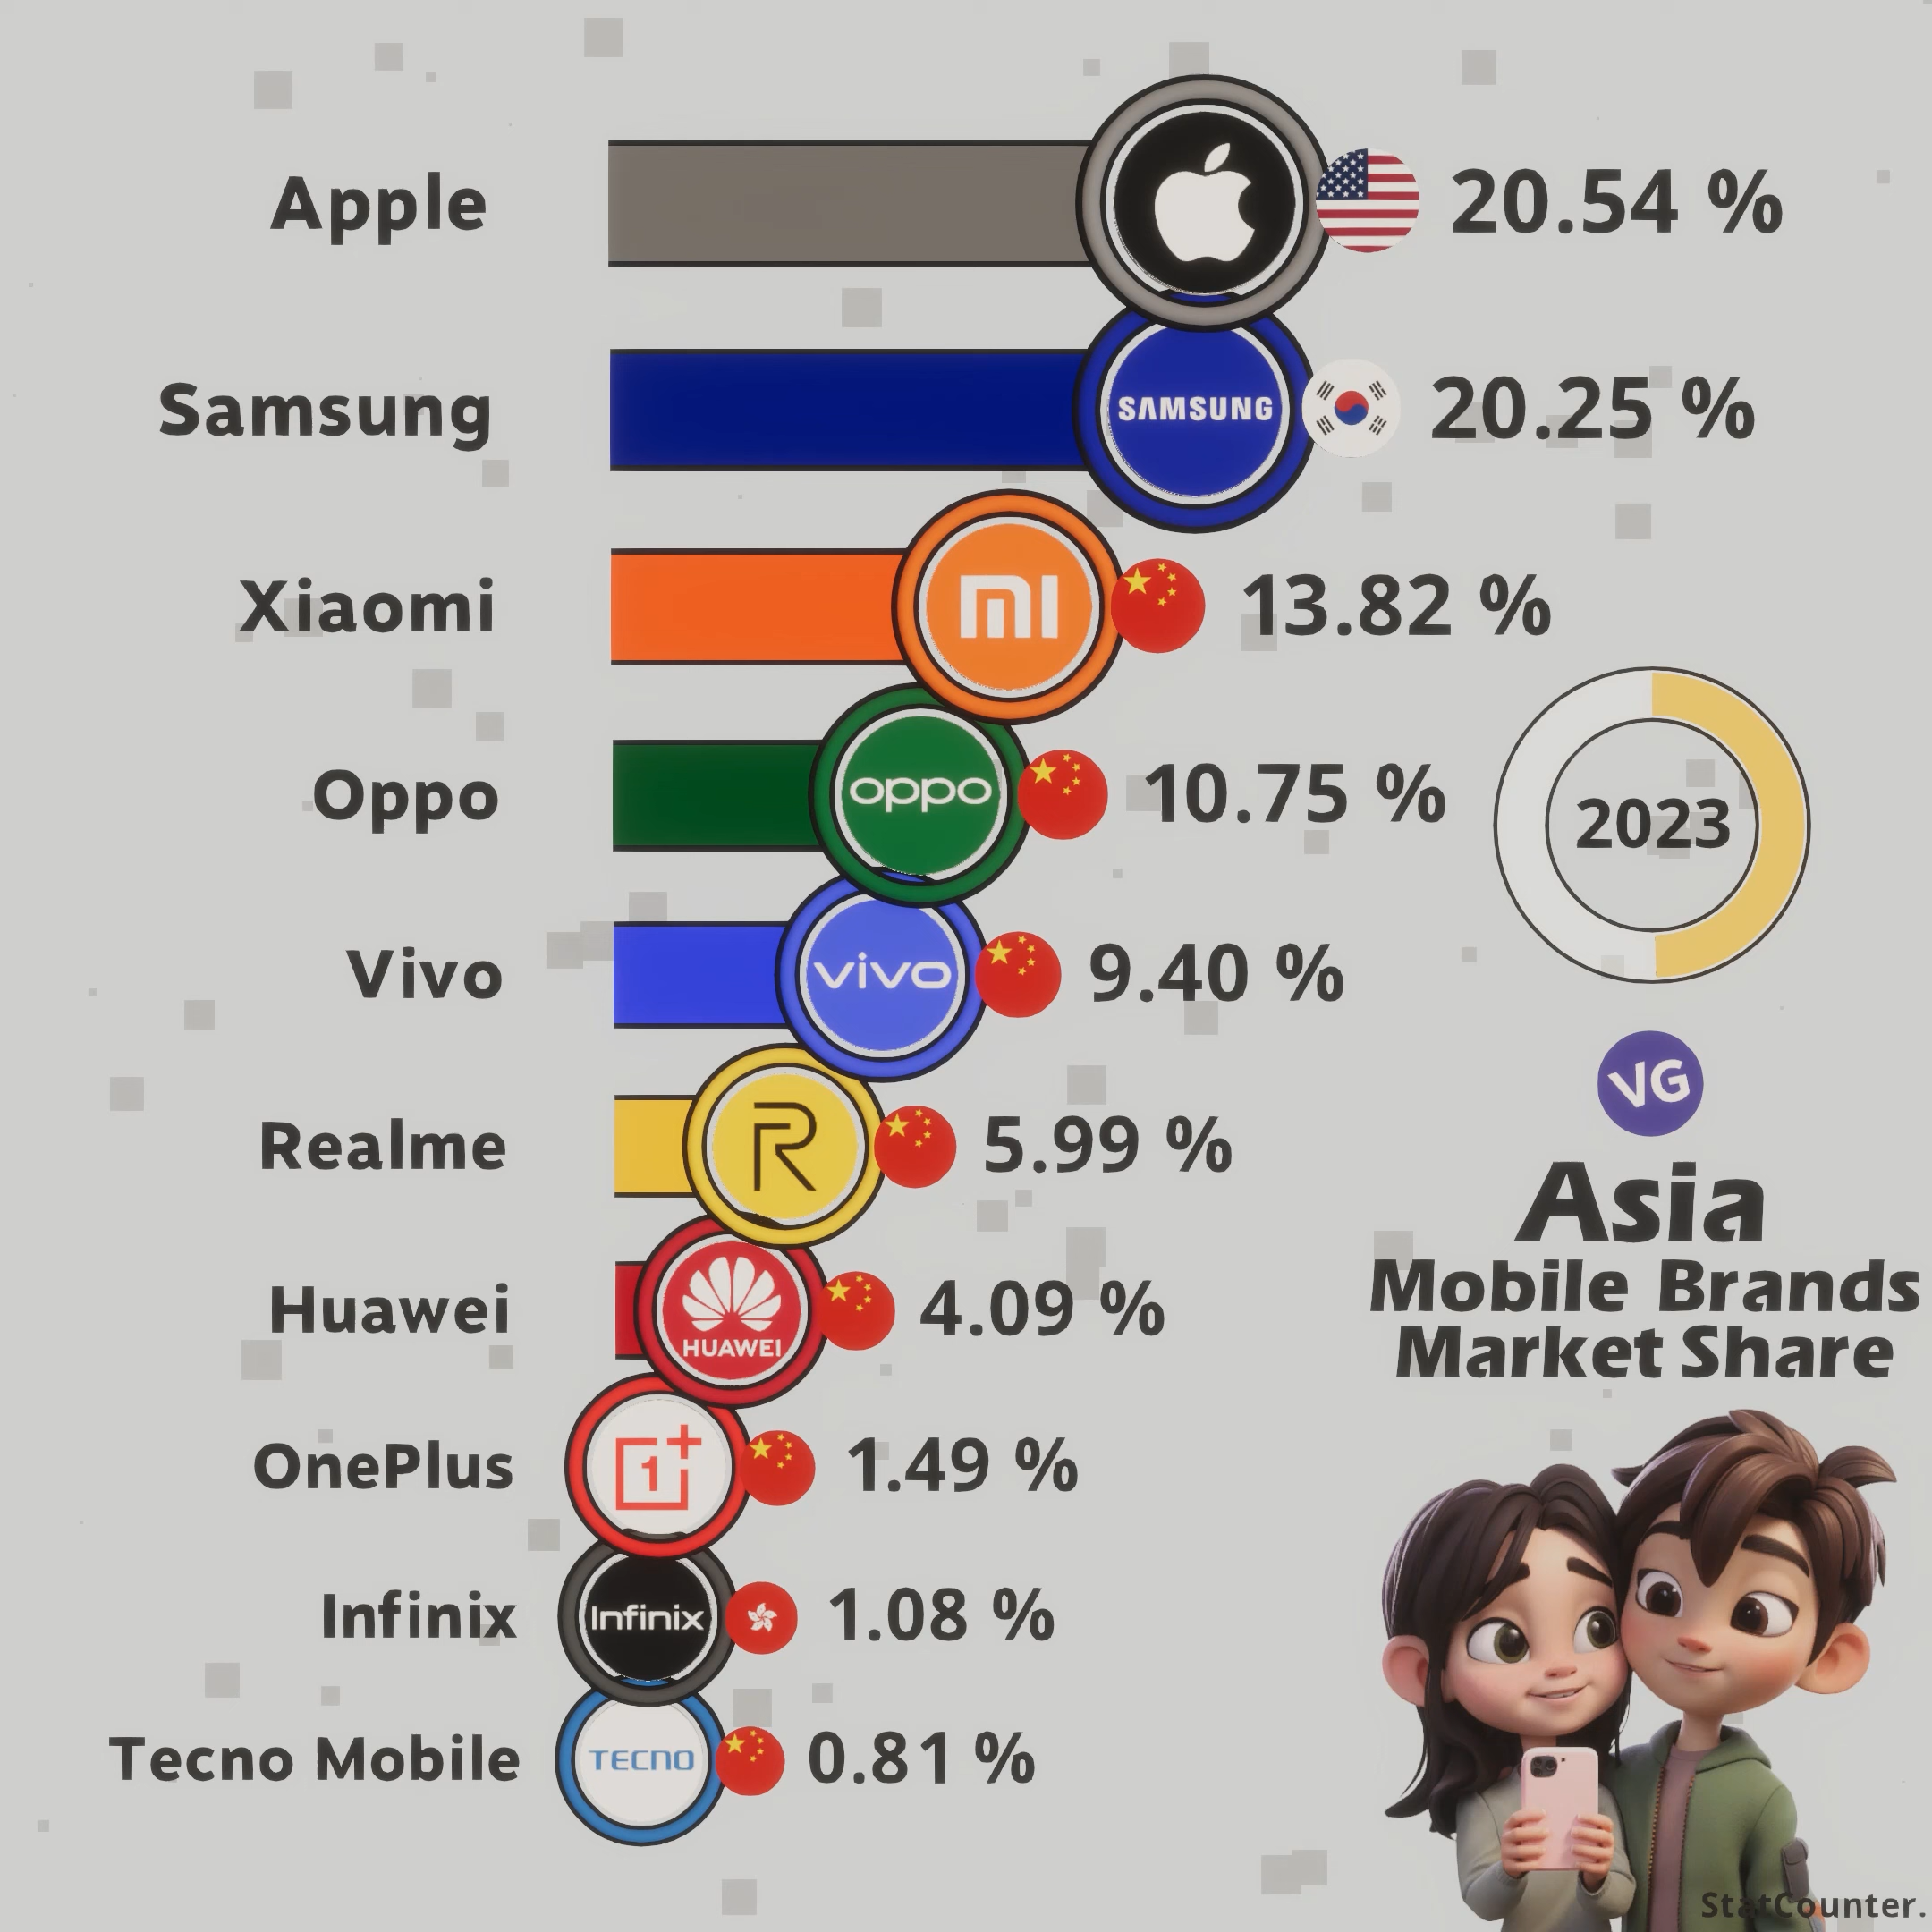 Apple 20.54 %
SAMSUNG
Samsung 20.25 %
Xiaomi MI 13.82 %
Oppo oppo 10.75 %
2023
Vivo vivo 9.40 %
VG
Realme R 5.99 %
Asia
Mobile Brands
Market Share
Huawei 4.09 %
HUAWEI
OnePlus 1+ 1.49 %
Infinix Infinix 1.08 %
Tecno Mobile TECNO 0.81 %
StatCounter.